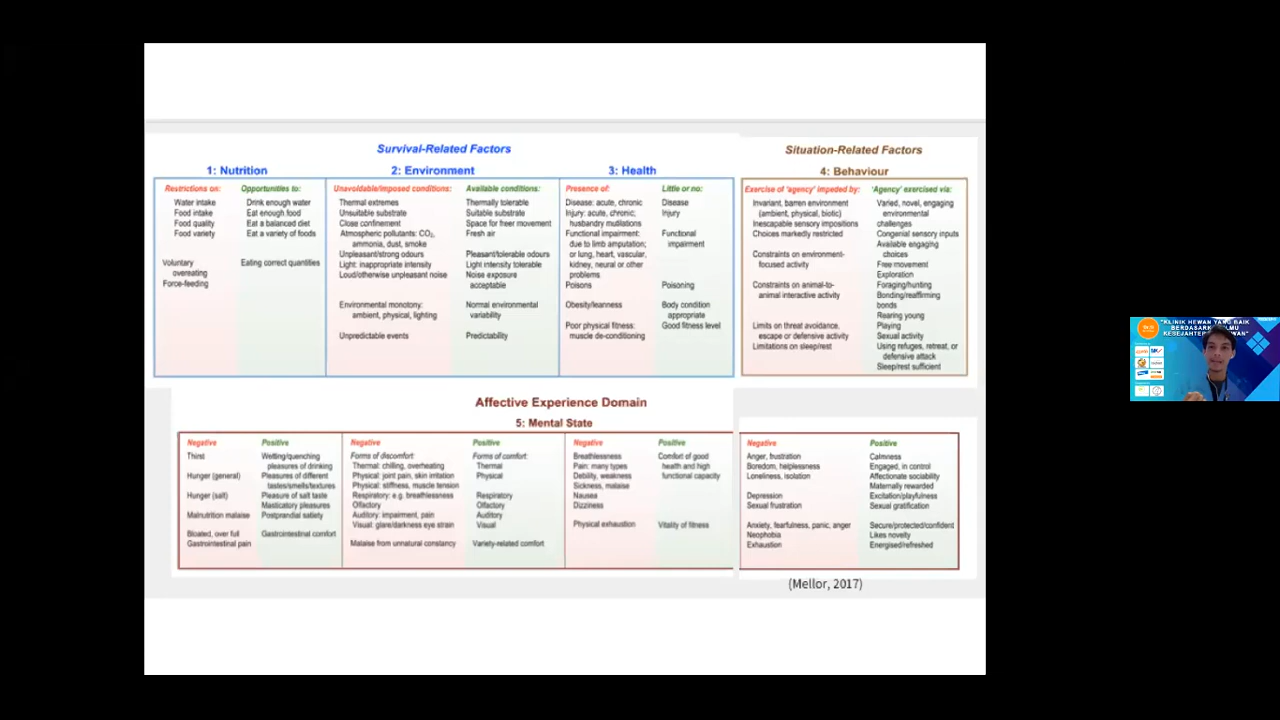 Survival-Related Factors
1: Nutrition
Restrictions on:
Water intake
Food intake
Food quality
Food variety
Voluntary
overeating
Force-feeding
Opportunities to:
Drink enough water
Eat enough food
Eat a balanced diet
Eat a variety of foods
Eating correct quantities
2: Environment
Unavoidable/imposed conditions:
Thermal extremes
Unsuitable substrate
Close confinement
Atmospheric pollutants: CO₂,
ammonia, dust, smoke
Unpleasant/strong odours
Light: inappropriate intensity
Loud/otherwise unpleasant noise
Environmental monotony:
ambient, physical, lighting
Unpredictable events
Available conditions:
Thermally tolerable
Suitable substrate
Space for freer movement
Fresh air
Pleasant/tolerable odours
Light intensity tolerable
Noise exposure
acceptable
Normal environmental
variability
Predictability
3: Health
Presence of:
Disease: acute, chronic
Injury: acute, chronic;
husbandry mutilations
Functional impairment:
due to limb amputation;
or lung, heart, vascular,
kidney, neural or other
problems
Poisons
Obesity/leanness
Poor physical fitness:
muscle de-conditioning
Little or no:
Disease
Injury
Functional
impairment
Poisoning
Body condition
appropriate
Good fitness level
Situation-Related Factors
4: Behaviour
Exercise of 'agency' impeded by:
Invariant, barren environment
(ambient, physical, biotic)
Inescapable sensory impositions
Choices markedly restricted
Constraints on environment-
focused activity
Constraints on animal-to-
animal interactive activity
Limits on threat avoidance,
escape or defensive activity
Limitations on sleep/rest
'Agency' exercised via:
Varied, novel, engaging
environmental
challenges
Congenial sensory inputs
Available engaging
choices
Free movement
Exploration
Foraging/hunting
Bonding/reaffirming
bonds
Rearing young
Playing
Sexual activity
Using refuges, retreat, or
defensive attack
Sleep/rest sufficient
Affective Experience Domain
5: Mental State
Negative
Thirst
Hunger (general)
Hunger (salt)
Malnutrition malaise
Bloated, over full
Gastrointestinal pain
Positive
Wetting/quenching
pleasures of drinking
Pleasures of different
tastes/smells/textures
Pleasure of salt taste
Masticatory pleasures
Postprandial satiety
Gastrointestinal comfort
Negative
Forms of discomfort:
Thermal: chilling, overheating
Physical: joint pain, skin irritation
Physical: stiffness, muscle tension
Respiratory: e.g. breathlessness
Olfactory
Auditory: impairment, pain
Visual: glare/darkness eye strain
Malaise from unnatural constancy
Positive
Forms of comfort:
Thermal
Physical
Respiratory
Olfactory
Auditory
Visual
Variety-related comfort
Negative
Breathlessness
Pain: many types
Debility, weakness
Sickness, malaise
Nausea
Dizziness
Physical exhaustion
Positive
Comfort of good
health and high
functional capacity
Vitality of fitness
Negative
Anger, frustration
Boredom, helplessness
Loneliness, isolation
Depression
Sexual frustration
Anxiety, fearfulness, panic, anger
Neophobia
Exhaustion
Positive
Calmness
Engaged, in control
Affectionate sociability
Maternally rewarded
Excitation/playfulness
Sexual gratification
Secure/protected/confident
Likes novelty
Energised/refreshed
(Mellor, 2017)
"KLINIK HEWAN YANG BAIK